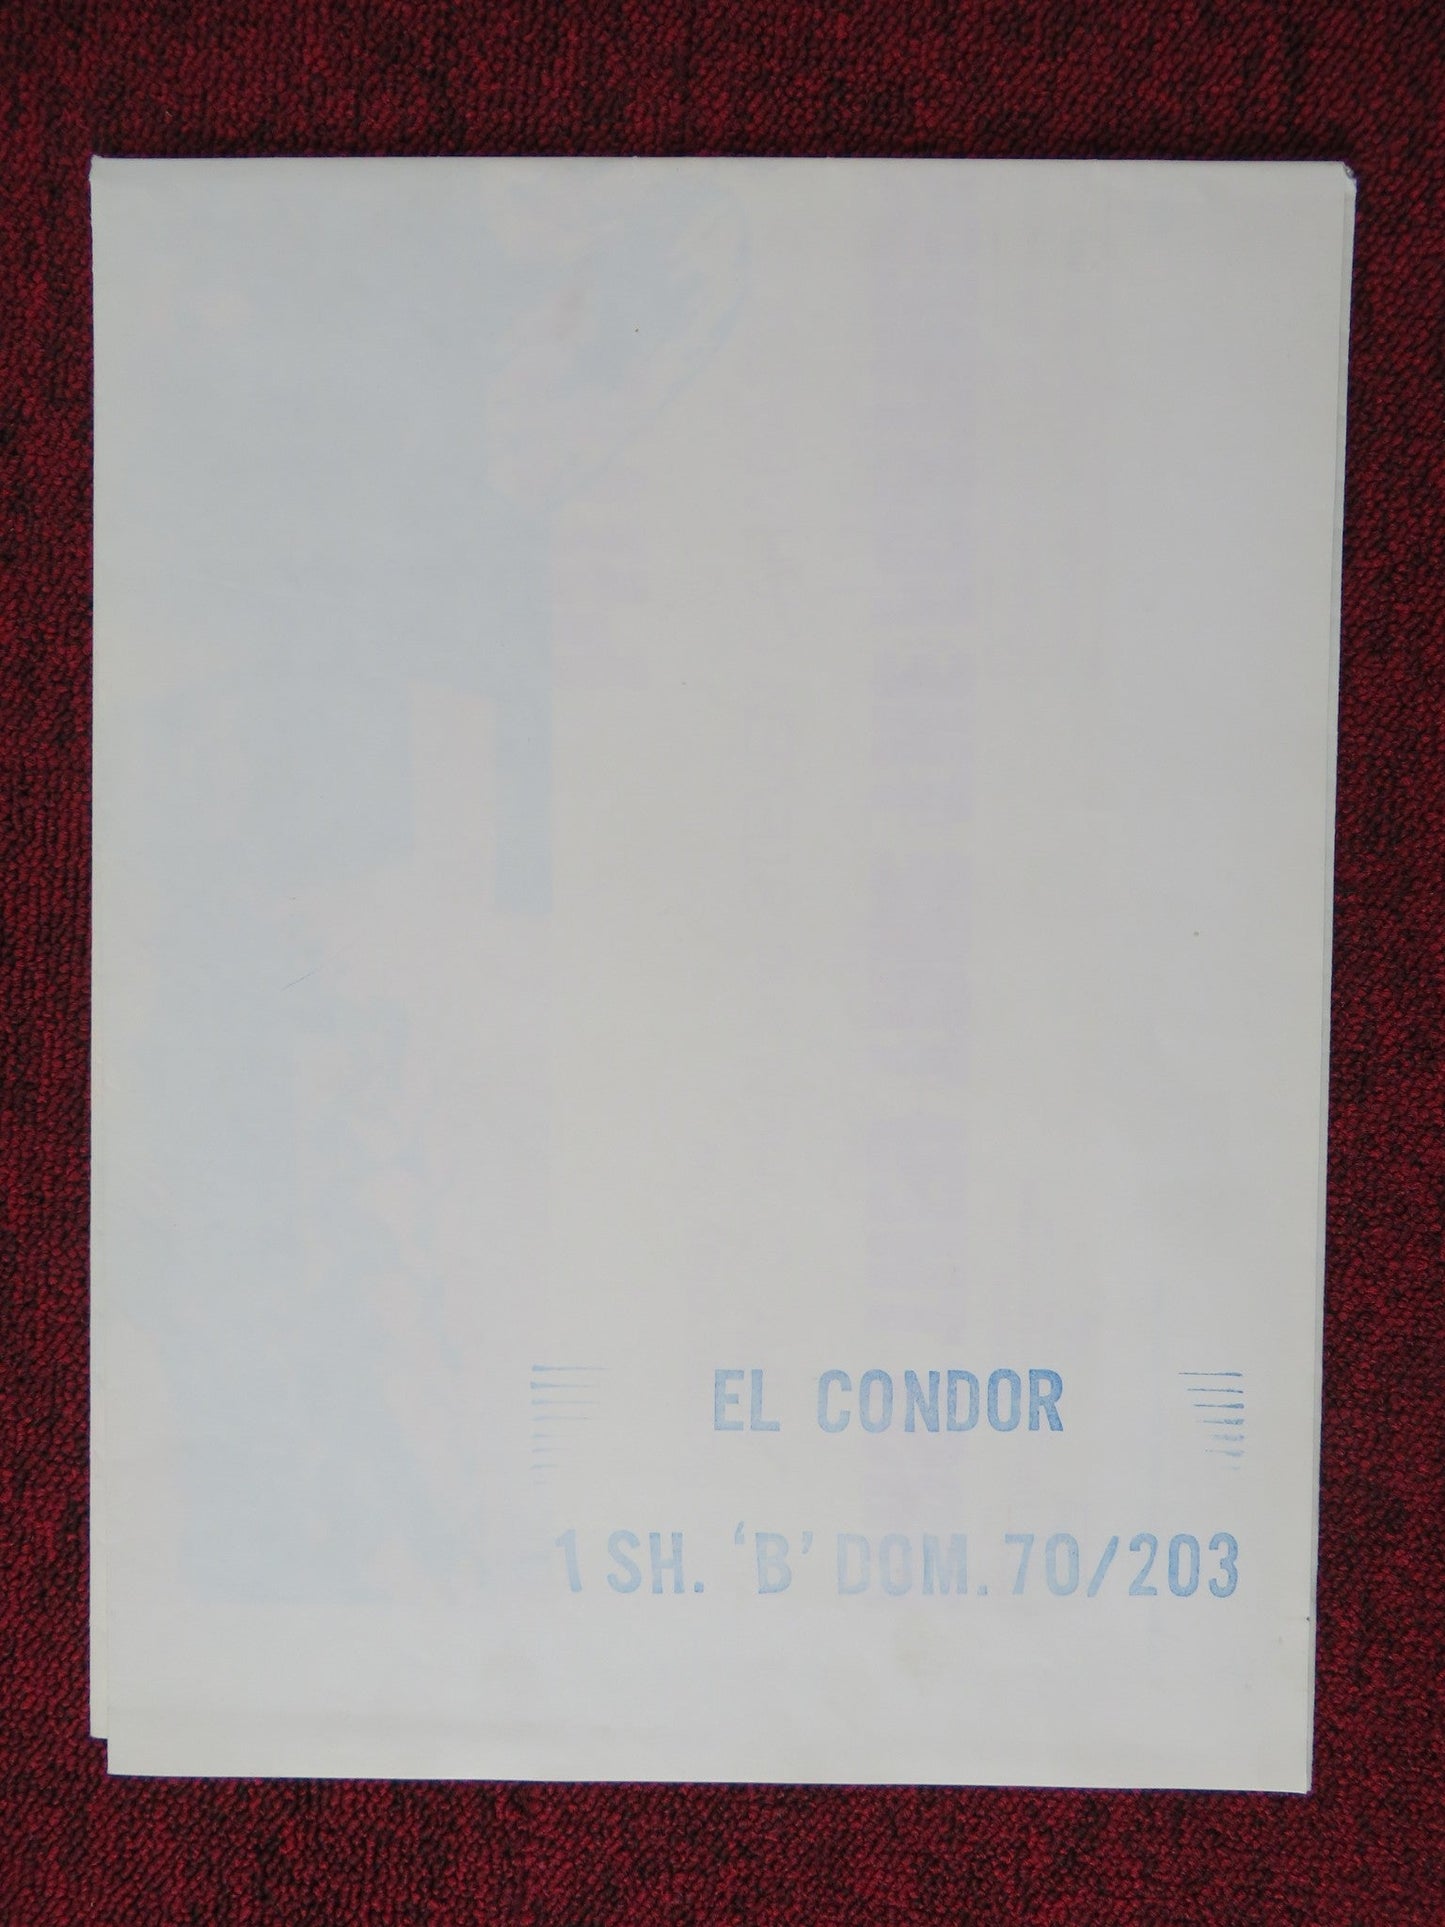 EL CONDOR
1 SH. 'B' DOM. 70/203